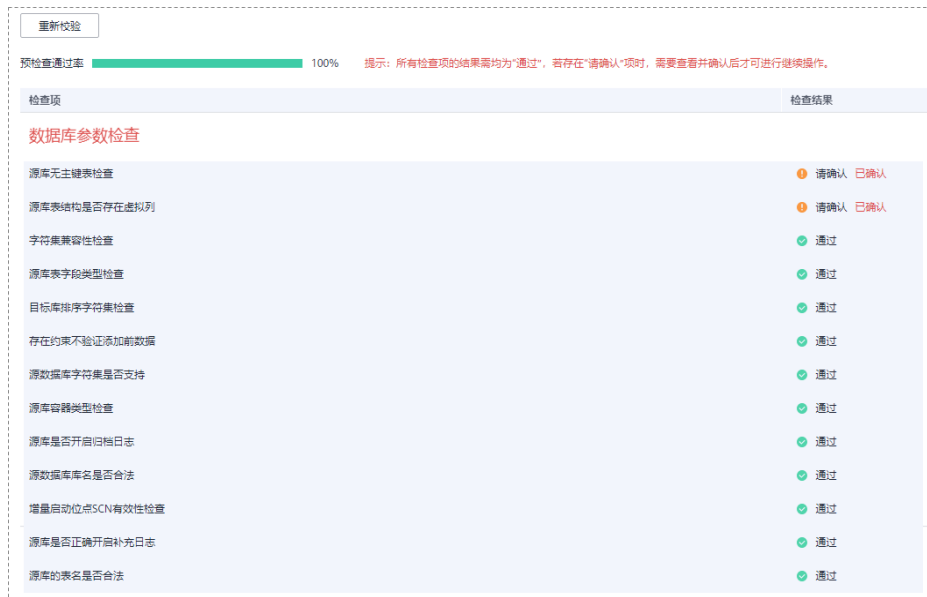 重新校验
预检查通过率 100% 提示：所有检查项的结果需均为“通过”，若存在“请确认”项时，需要查看并确认后才可进行继续操作。
检查项 检查结果
数据库参数检查
源库无主键表检查 请确认 已确认
源库表结构是否存在虚拟列 请确认 已确认
字符集兼容性检查 通过
源库表字段类型检查 通过
目标库排序字符集检查 通过
存在约束不验证添加前数据 通过
源数据库字符集是否支持 通过
源库容器类型检查 通过
源库是否开启归档日志 通过
源数据库库名是否合法 通过
增量启动位点SCN有效性检查 通过
源库是否正确开启补充日志 通过
源库的表名是否合法 通过